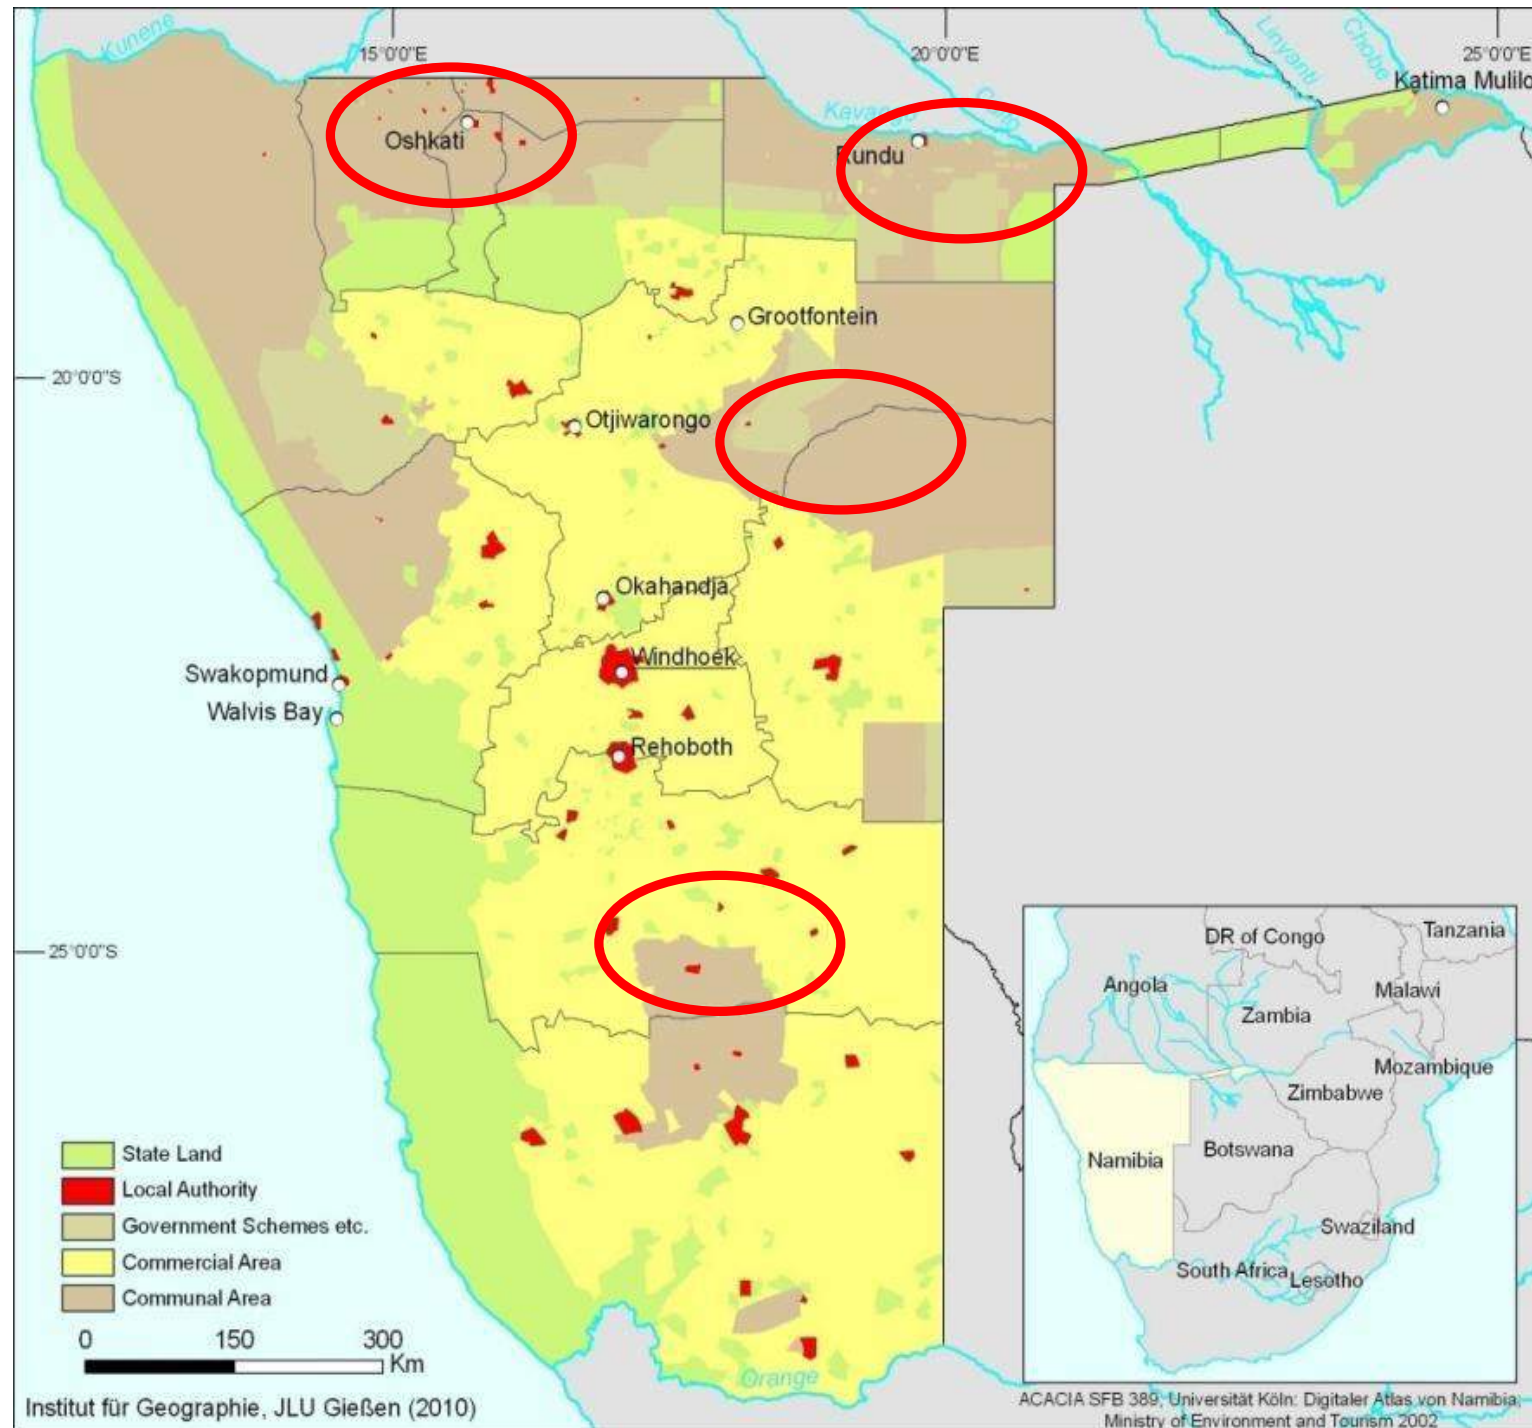 Kunene
15°0'0"E
20°0'0"E
25°0'0"E
Linyanti
Chobe
Katima Mulilo
Oshkati
Rundu
Grootfontein
20°0'0"S
Otjiwarongo
Okahandja
Windhoek
Swakopmund
Walvis Bay
Rehoboth
25°0'0"S
DR of Congo
Tanzania
Angola
Malawi
Zambia
Mozambique
Zimbabwe
Namibia
Botswana
Swaziland
South Africa
Lesotho
State Land
Local Authority
Government Schemes etc.
Commercial Area
Communal Area
0 150 300
Km
Orange
Institut für Geographie, JLU Gießen (2010)
ACACIA SFB 389, Universität Köln: Digitaler Atlas von Namibia;
Ministry of Environment and Tourism 2002